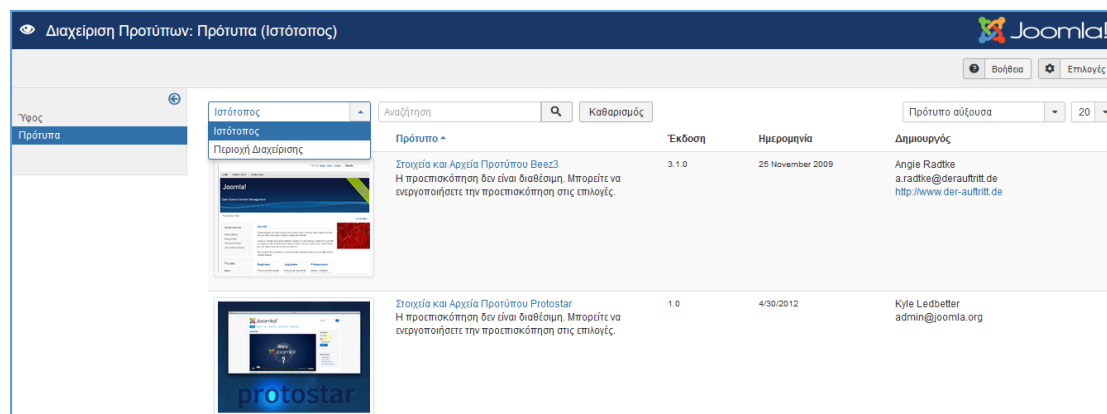 Διαχείριση Προτύπων: Πρότυπα (Ιστότοπος)
Joomla!
Βοήθεια
Επιλογές
Ύφος
Πρότυπα
Ιστότοπος
Αναζήτηση
Καθαρισμός
Πρότυπο αύξουσα
20
Ιστότοπος
Περιοχή Διαχείρισης
Πρότυπο
Έκδοση
Ημερομηνία
Δημιουργός
Στοιχεία και Αρχεία Προτύπου Beez3
Η προεπισκόπηση δεν είναι διαθέσιμη. Μπορείτε να
ενεργοποιήσετε την προεπισκόπηση στις επιλογές.
3.1.0
25 November 2009
Angie Radtke
a.radtke@derauftritt.de
http://www.der-auftritt.de
Joomla!
Στοιχεία και Αρχεία Προτύπου Protostar
Η προεπισκόπηση δεν είναι διαθέσιμη. Μπορείτε να
ενεργοποιήσετε την προεπισκόπηση στις επιλογές.
1.0
4/30/2012
Kyle Ledbetter
admin@joomla.org
Joomla!
Joomla!
?
protostar